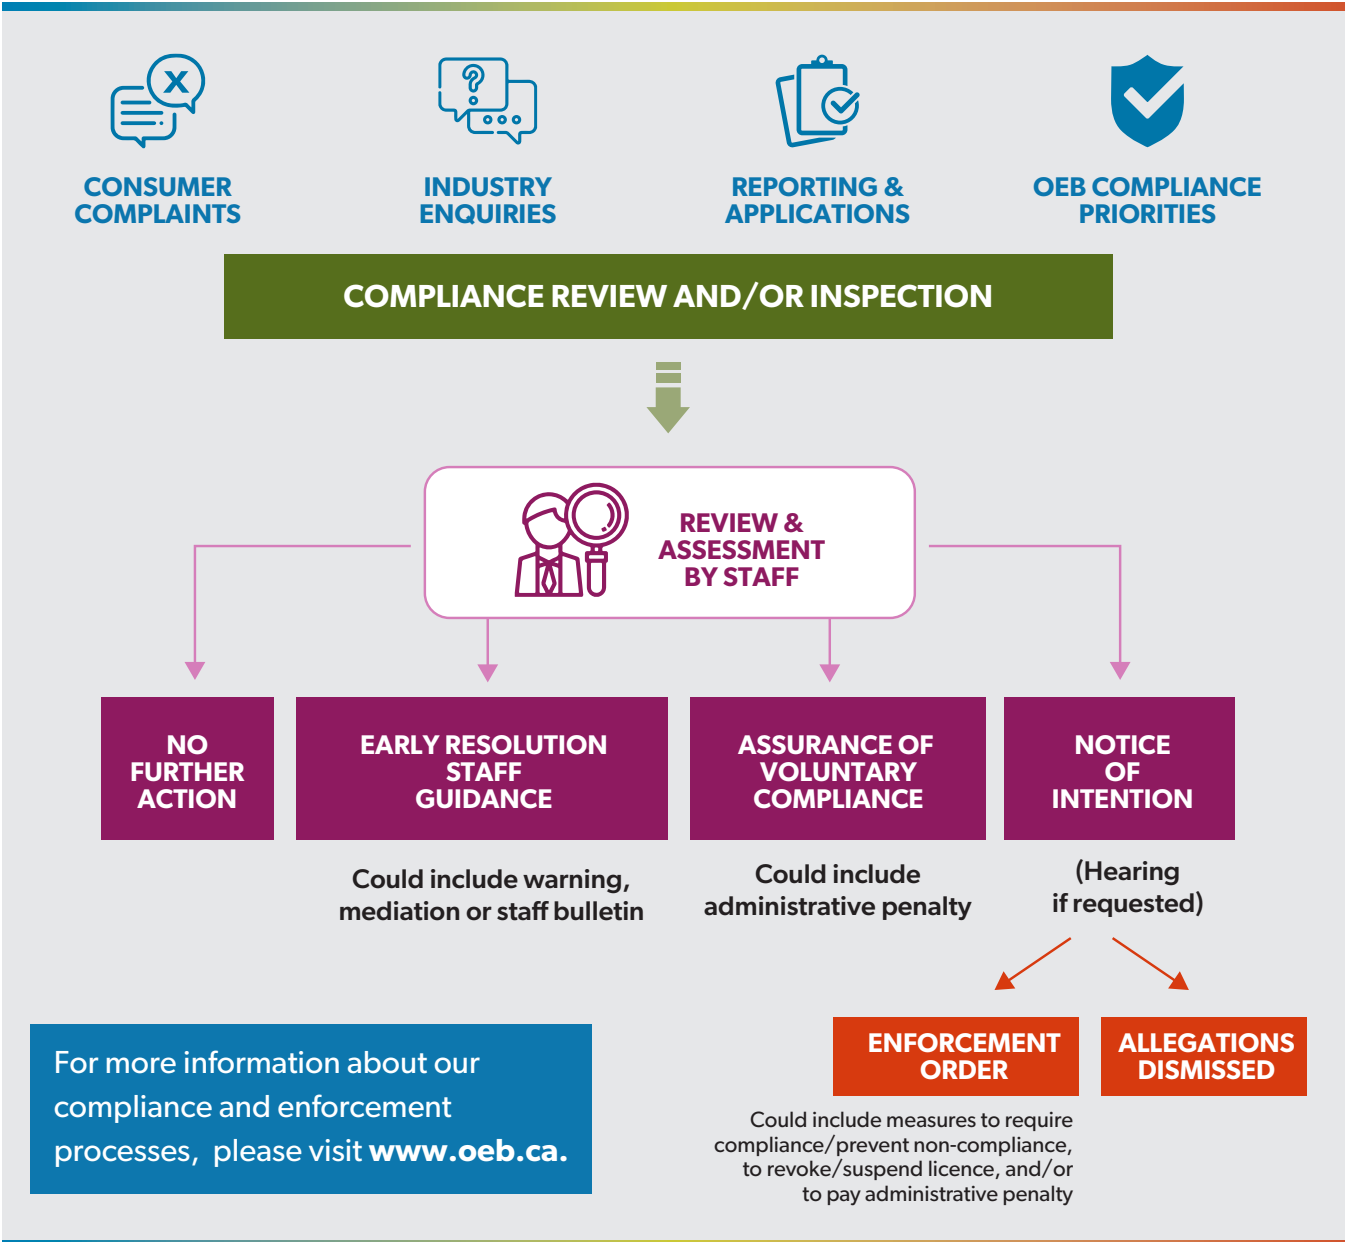 X
?
CONSUMER
COMPLAINTS
INDUSTRY
ENQUIRIES
REPORTING &
APPLICATIONS
OEB COMPLIANCE
PRIORITIES
COMPLIANCE REVIEW AND/OR INSPECTION
REVIEW &
ASSESSMENT
BY STAFF
NO
FURTHER
ACTION
EARLY RESOLUTION
STAFF
GUIDANCE
ASSURANCE OF
VOLUNTARY
COMPLIANCE
NOTICE
OF
INTENTION
Could include warning,
mediation or staff bulletin
Could include
administrative penalty
(Hearing
if requested)
ENFORCEMENT
ORDER
ALLEGATIONS
DISMISSED
Could include measures to require
compliance/prevent non-compliance,
to revoke/suspend licence, and/or
to pay administrative penalty
For more information about our
compliance and enforcement
processes, please visit www.oeb.ca.